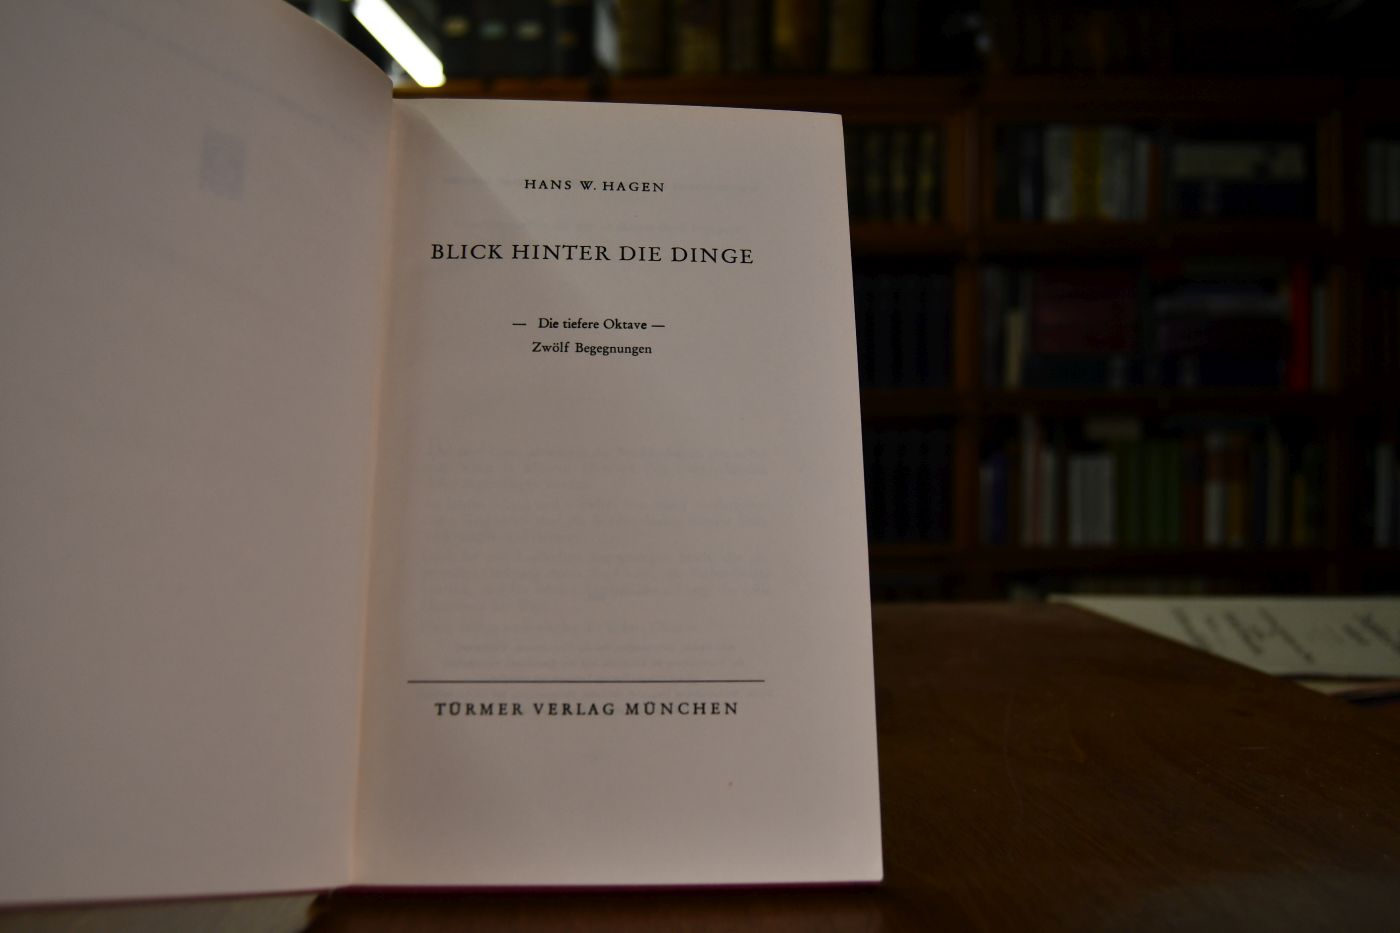 HANS W. HAGEN
BLICK HINTER DIE DINGE
— Die tiefere Oktave —
Zwölf Begegnungen
TÜRMER VERLAG MÜNCHEN